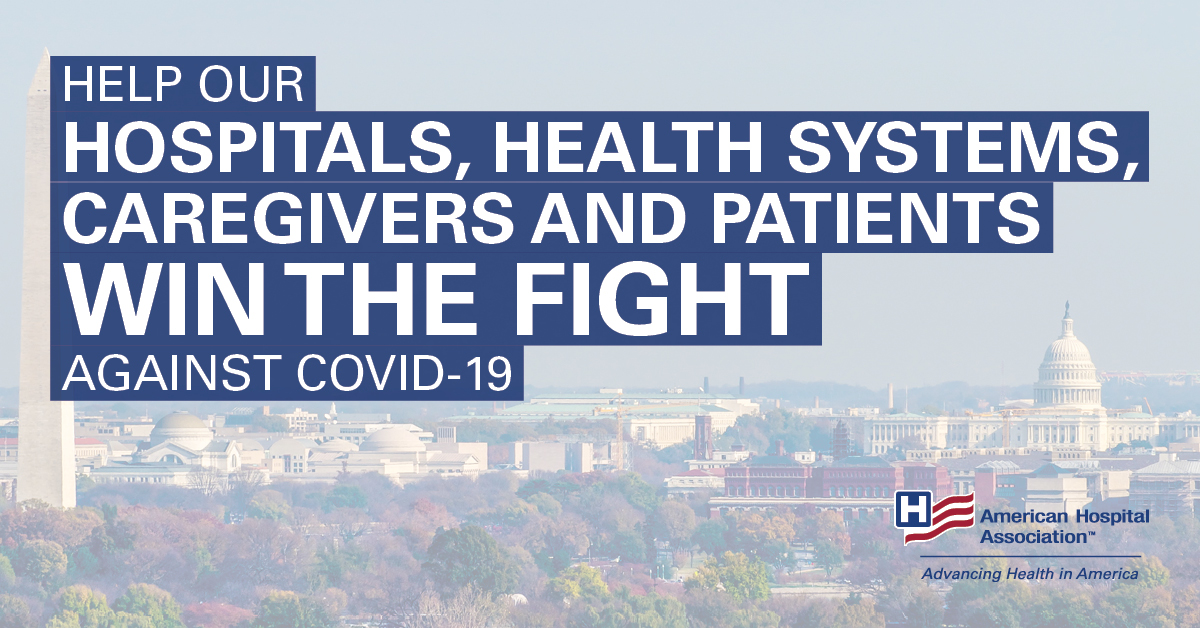 HELP OUR
HOSPITALS, HEALTH SYSTEMS,
CAREGIVERS AND PATIENTS
WIN THE FIGHT
AGAINST COVID-19
H
American Hospital
Association™
Advancing Health in America